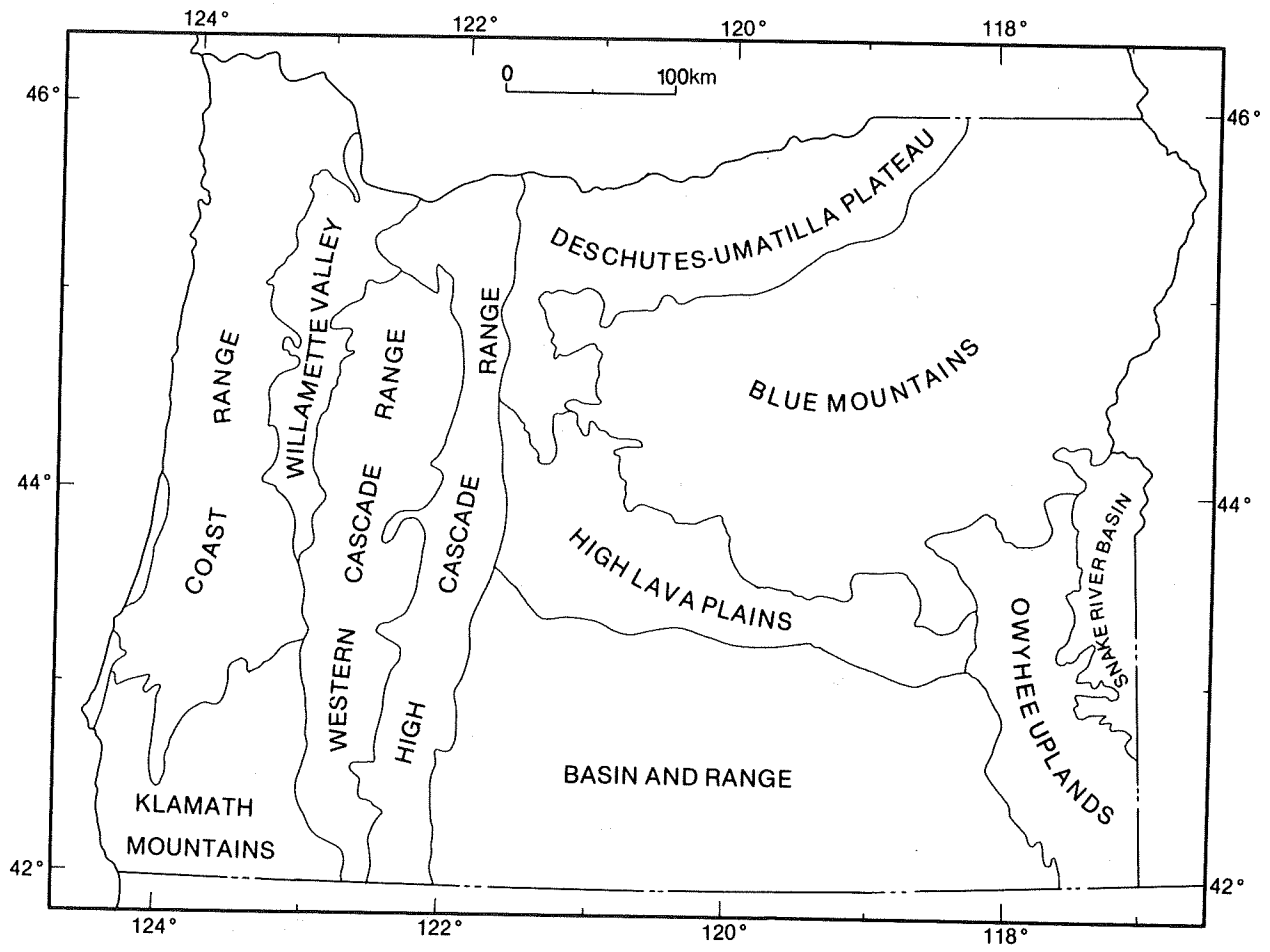 124°
122°
120°
118°
0
100km
46°
46°
DESCHUTES-UMATILLA PLATEAU
WILLAMETTE VALLEY
COAST RANGE
WESTERN CASCADE RANGE
HIGH CASCADE RANGE
BLUE MOUNTAINS
44°
44°
HIGH LAVA PLAINS
SNAKE RIVER BASIN
OWYHEE UPLANDS
BASIN AND RANGE
KLAMATH
MOUNTAINS
42°
42°
124°
122°
120°
118°